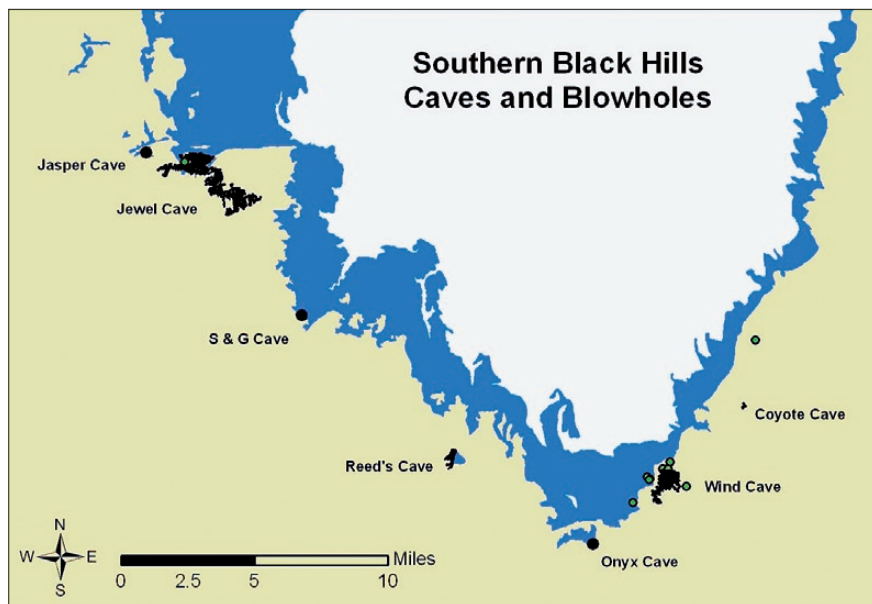 Southern Black Hills
Caves and Blowholes
Jasper Cave
Jewel Cave
S & G Cave
Coyote Cave
Reed's Cave
Wind Cave
Onyx Cave
N
W E
S
Miles
0 2.5 5 10